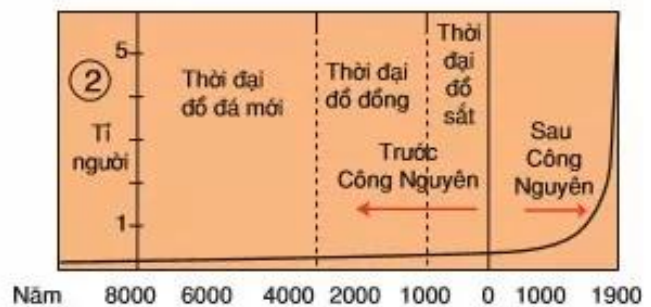 5
②
Tỉ
người
1
Thời đại
đồ đá mới
Thời đại
đồ đồng
Thời
đại
đồ
sắt
Trước
Công Nguyên
Sau
Công
Nguyên
Năm 8000 6000 4000 2000 1000 0 1000 1900